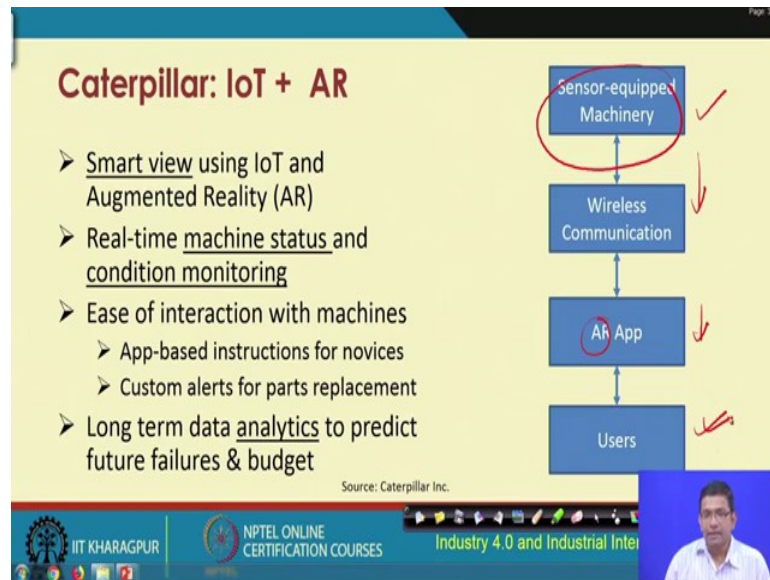 Page
Caterpillar: IoT + AR
➢ Smart view using IoT and
Augmented Reality (AR)
➢ Real-time machine status and
condition monitoring
➢ Ease of interaction with machines
➢ App-based instructions for novices
➢ Custom alerts for parts replacement
➢ Long term data analytics to predict
future failures & budget
Source: Caterpillar Inc.
Sensor-equipped
Machinery
Wireless
Communication
AR App
Users
IIT KHARAGPUR
NPTEL ONLINE
CERTIFICATION COURSES
Industry 4.0 and Industrial Inter